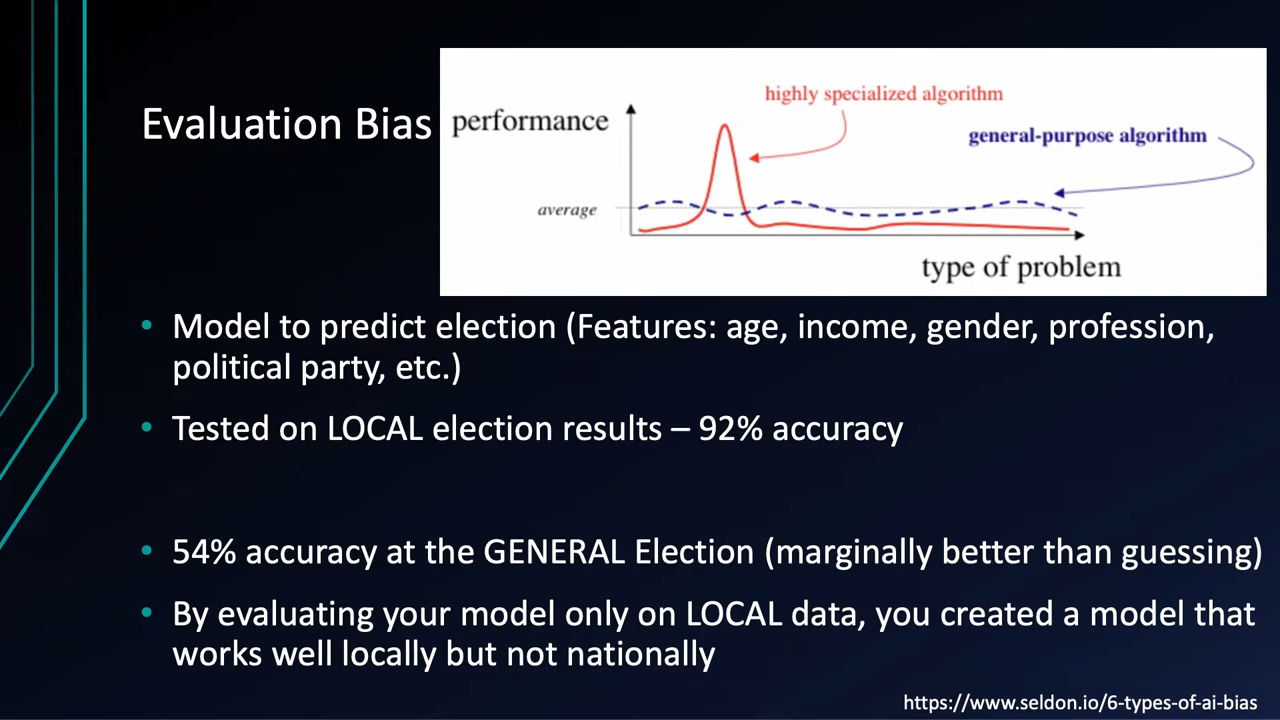 Evaluation Bias
performance
highly specialized algorithm
general-purpose algorithm
average
type of problem
• Model to predict election (Features: age, income, gender, profession,
political party, etc.)
• Tested on LOCAL election results – 92% accuracy
• 54% accuracy at the GENERAL Election (marginally better than guessing)
• By evaluating your model only on LOCAL data, you created a model that
works well locally but not nationally
https://www.seldon.io/6-types-of-ai-bias